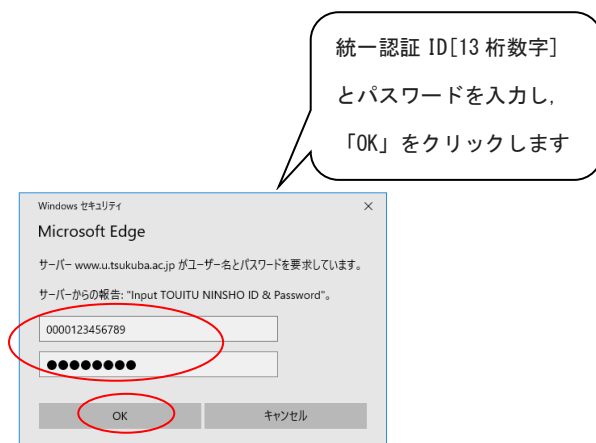 統一認証 ID[13 桁数字]
とパスワードを入力し,
「OK」をクリックします
Windows セキュリティ
Microsoft Edge
サーバー www.u.tsukuba.ac.jp がユーザー名とパスワードを要求しています。
サーバーからの報告: "Input TOUITU NINSHO ID & Password"。
0000123456789
●●●●●●●●
OK キャンセル